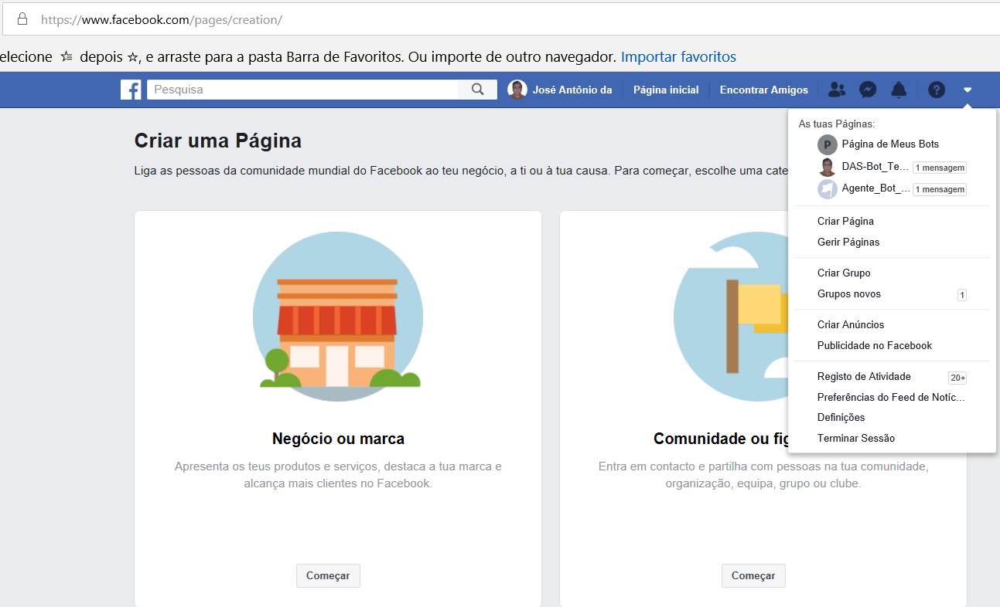 https://www.facebook.com/pages/creation/
elecione depois , e arraste para a pasta Barra de Favoritos. Ou importe de outro navegador. Importar favoritos
f Pesquisa José Antônio da Página inicial Encontrar Amigos ?
Criar uma Página
Liga as pessoas da comunidade mundial do Facebook ao teu negócio, a ti ou à tua causa. Para começar, escolhe uma cate
As tuas Páginas:
P Página de Meus Bots
DAS-Bot_Te... 1 mensagem
Agente_Bot_... 1 mensagem
Criar Página
Gerir Páginas
Criar Grupo
Grupos novos 1
Criar Anúncios
Publicidade no Facebook
Registo de Atividade 20+
Preferências do Feed de Notíc...
Definições
Terminar Sessão
Negócio ou marca
Apresenta os teus produtos e serviços, destaca a tua marca e
alcança mais clientes no Facebook.
Começar
Comunidade ou fig
Entra em contacto e partilha com pessoas na tua comunidade,
organização, equipa, grupo ou clube.
Começar